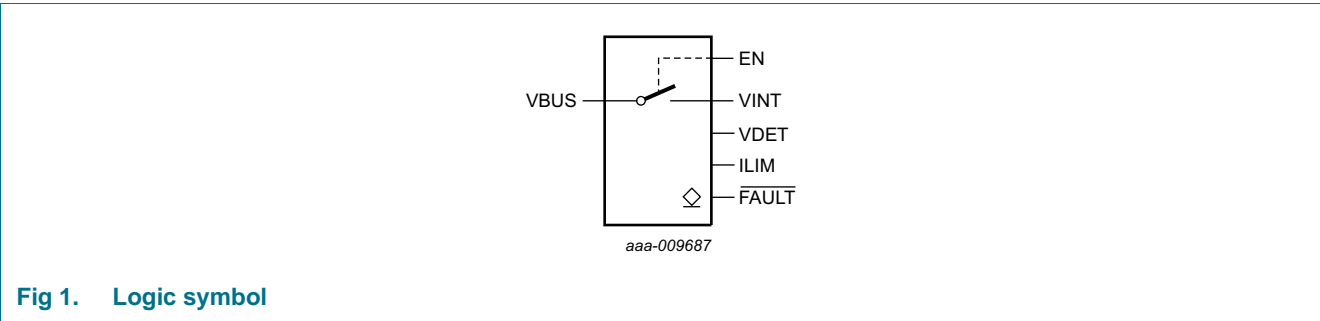 EN
VBUS
VINT
VDET
ILIM
FAULT
aaa-009687
Fig 1. Logic symbol